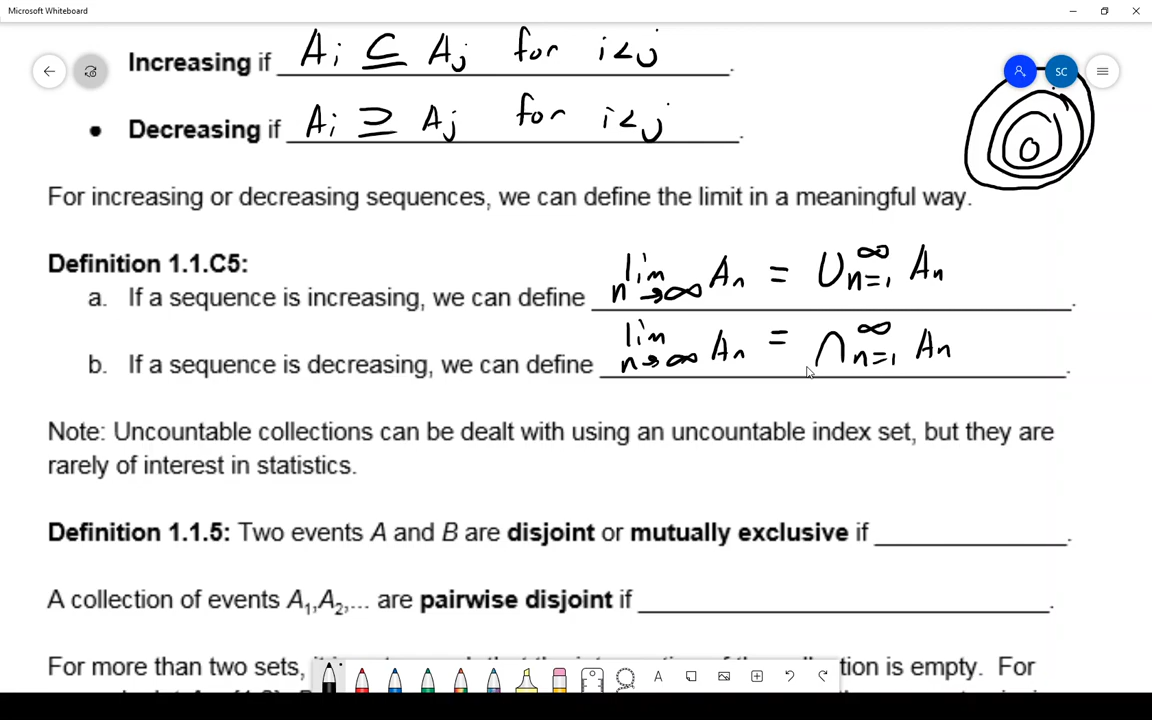 Microsoft Whiteboard
Increasing if Ai ⊆ Aj for i<j.
SC
• Decreasing if Ai ⊇ Aj for i<j.
For increasing or decreasing sequences, we can define the limit in a meaningful way.
Definition 1.1.C5:
a. If a sequence is increasing, we can define lim n→∞ An = ∪n=1^∞ An.
b. If a sequence is decreasing, we can define lim n→∞ An = ∩n=1^∞ An.
Note: Uncountable collections can be dealt with using an uncountable index set, but they are
rarely of interest in statistics.
Definition 1.1.5: Two events A and B are disjoint or mutually exclusive if ____________.
A collection of events A1,A2,... are pairwise disjoint if ____________.
For more than two sets, tion is empty. For